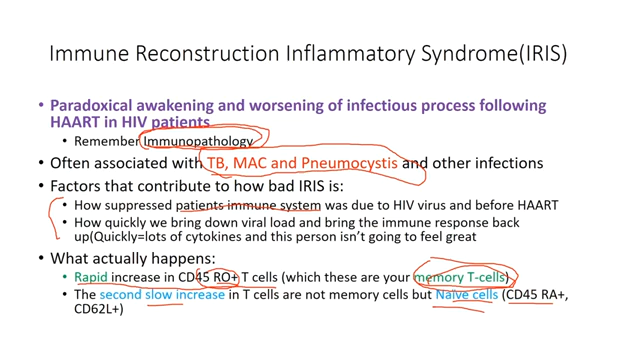 Immune Reconstruction Inflammatory Syndrome(IRIS)
• Paradoxical awakening and worsening of infectious process following
HAART in HIV patients
• Remember Immunopathology
• Often associated with TB, MAC and Pneumocystis and other infections
• Factors that contribute to how bad IRIS is:
• How suppressed patients immune system was due to HIV virus and before HAART
• How quickly we bring down viral load and bring the immune response back
up(Quickly=lots of cytokines and this person isn't going to feel great
• What actually happens:
• Rapid increase in CD45 RO+ T cells (which these are your memory T-cells)
• The second slow increase in T cells are not memory cells but Naïve cells (CD45 RA+,
CD62L+)